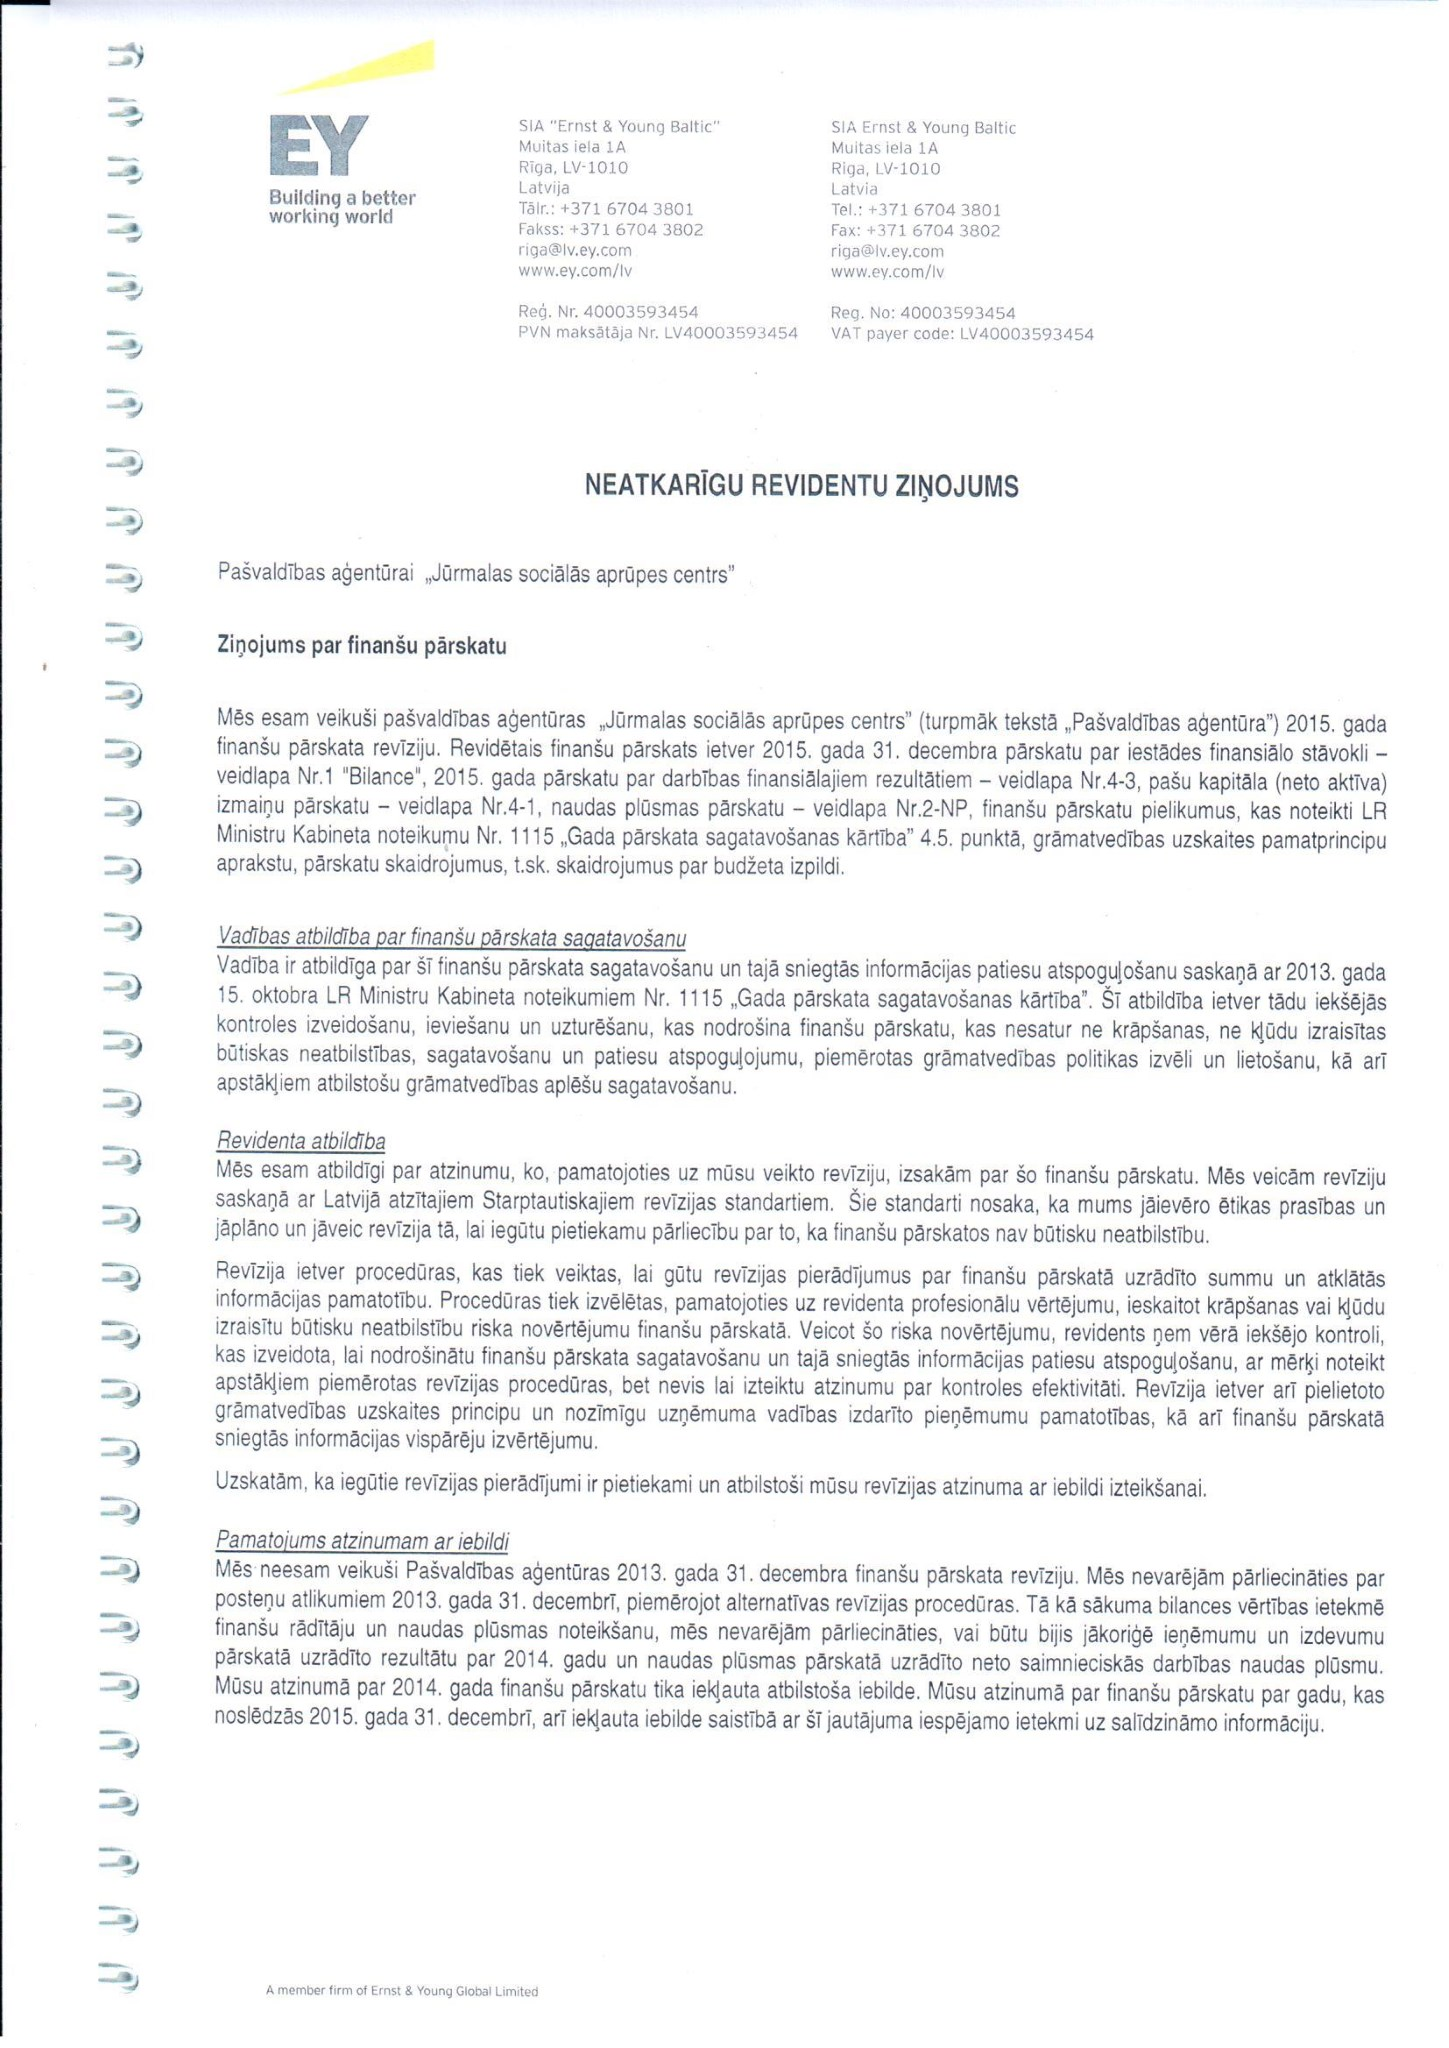 EY
Building a better
working world
SIA "Ernst & Young Baltic"
Muitas iela 1A
Rīga, LV-1010
Latvija
Tālr.: +371 6704 3801
Fakss: +371 6704 3802
riga@lv.ey.com
www.ey.com/lv
Reģ. Nr. 40003593454
PVN maksātāja Nr. LV40003593454
SIA Ernst & Young Baltic
Muitas iela 1A
Riga, LV-1010
Latvia
Tel.: +371 6704 3801
Fax: +371 6704 3802
riga@lv.ey.com
www.ey.com/lv
Reg. No: 40003593454
VAT payer code: LV40003593454
NEATKARĪGU REVIDENTU ZIŅOJUMS
Pašvaldības aģentūrai „Jūrmalas sociālās aprūpes centrs”
Ziņojums par finanšu pārskatu
Mēs esam veikuši pašvaldības aģentūras „Jūrmalas sociālās aprūpes centrs” (turpmāk tekstā „Pašvaldības aģentūra”) 2015. gada
finanšu pārskata revīziju. Revidētais finanšu pārskats ietver 2015. gada 31. decembra pārskatu par iestādes finansiālo stāvokli –
veidlapa Nr.1 "Bilance", 2015. gada pārskatu par darbības finansiālajiem rezultātiem – veidlapa Nr.4-3, pašu kapitāla (neto aktīva)
izmaiņu pārskatu – veidlapa Nr.4-1, naudas plūsmas pārskatu – veidlapa Nr.2-NP, finanšu pārskatu pielikumus, kas noteikti LR
Ministru Kabineta noteikumu Nr. 1115 „Gada pārskata sagatavošanas kārtība” 4.5. punktā, grāmatvedības uzskaites pamatprincipu
aprakstu, pārskatu skaidrojumus, t.sk. skaidrojumus par budžeta izpildi.
Vadības atbildība par finanšu pārskata sagatavošanu
Vadība ir atbildīga par šī finanšu pārskata sagatavošanu un tajā sniegtās informācijas patiesu atspoguļošanu saskaņā ar 2013. gada
15. oktobra LR Ministru Kabineta noteikumiem Nr. 1115 „Gada pārskata sagatavošanas kārtība”. Šī atbildība ietver tādu iekšējās
kontroles izveidošanu, ieviešanu un uzturēšanu, kas nodrošina finanšu pārskatu, kas nesatur ne krāpšanas, ne kļūdu izraisītas
būtiskas neatbilstības, sagatavošanu un patiesu atspoguļojumu, piemērotas grāmatvedības politikas izvēli un lietošanu, kā arī
apstākļiem atbilstošu grāmatvedības aplēšu sagatavošanu.
Revidenta atbildība
Mēs esam atbildīgi par atzinumu, ko, pamatojoties uz mūsu veikto revīziju, izsakām par šo finanšu pārskatu. Mēs veicām revīziju
saskaņā ar Latvijā atzītajiem Starptautiskajiem revīzijas standartiem. Šie standarti nosaka, ka mums jāievēro ētikas prasības un
jāplāno un jāveic revīzija tā, lai iegūtu pietiekamu pārliecību par to, ka finanšu pārskatos nav būtisku neatbilstību.
Revīzija ietver procedūras, kas tiek veiktas, lai gūtu revīzijas pierādījumus par finanšu pārskatā uzrādīto summu un atklātās
informācijas pamatotību. Procedūras tiek izvēlētas, pamatojoties uz revidenta profesionālu vērtējumu, ieskaitot krāpšanas vai kļūdu
izraisītu būtisku neatbilstību riska novērtējumu finanšu pārskatā. Veicot šo riska novērtējumu, revidents ņem vērā iekšējo kontroli,
kas izveidota, lai nodrošinātu finanšu pārskata sagatavošanu un tajā sniegtās informācijas patiesu atspoguļošanu, ar mērķi noteikt
apstākļiem piemērotas revīzijas procedūras, bet nevis lai izteiktu atzinumu par kontroles efektivitāti. Revīzija ietver arī pielietoto
grāmatvedības uzskaites principu un nozīmīgu uzņēmuma vadības izdarīto pieņēmumu pamatotības, kā arī finanšu pārskatā
sniegtās informācijas vispārēju izvērtējumu.
Uzskatām, ka iegūtie revīzijas pierādījumi ir pietiekami un atbilstoši mūsu revīzijas atzinuma ar iebildi izteikšanai.
Pamatojums atzinumam ar iebildi
Mēs neesam veikuši Pašvaldības aģentūras 2013. gada 31. decembra finanšu pārskata revīziju. Mēs nevarējām pārliecināties par
posteņu atlikumiem 2013. gada 31. decembrī, piemērojot alternatīvas revīzijas procedūras. Tā kā sākuma bilances vērtības ietekmē
finanšu rādītāju un naudas plūsmas noteikšanu, mēs nevarējām pārliecināties, vai būtu bijis jākoriģē ieņēmumu un izdevumu
pārskatā uzrādīto rezultātu par 2014. gadu un naudas plūsmas pārskatā uzrādīto neto saimnieciskās darbības naudas plūsmu.
Mūsu atzinumā par 2014. gada finanšu pārskatu tika iekļauta atbilstoša iebilde. Mūsu atzinumā par finanšu pārskatu par gadu, kas
noslēdzās 2015. gada 31. decembrī, arī iekļauta iebilde saistībā ar šī jautājuma iespējamo ietekmi uz salīdzināmo informāciju.
A member firm of Ernst & Young Global Limited